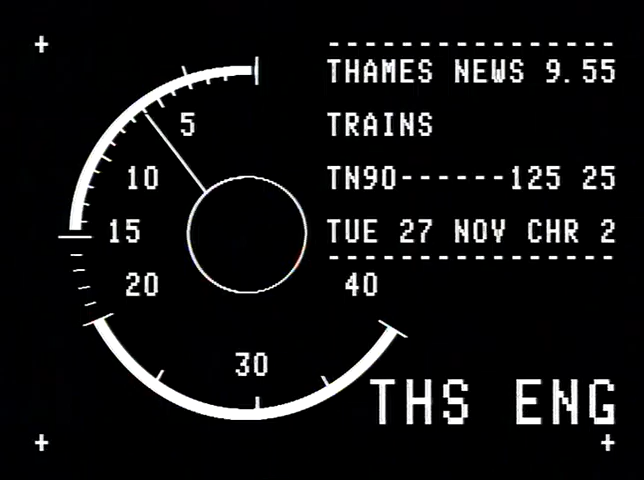 THAMES NEWS 9.55
TRAINS
TN90------125 25
TUE 27 NOV CHR 2
5
10
15
20
30
40
THS ENG